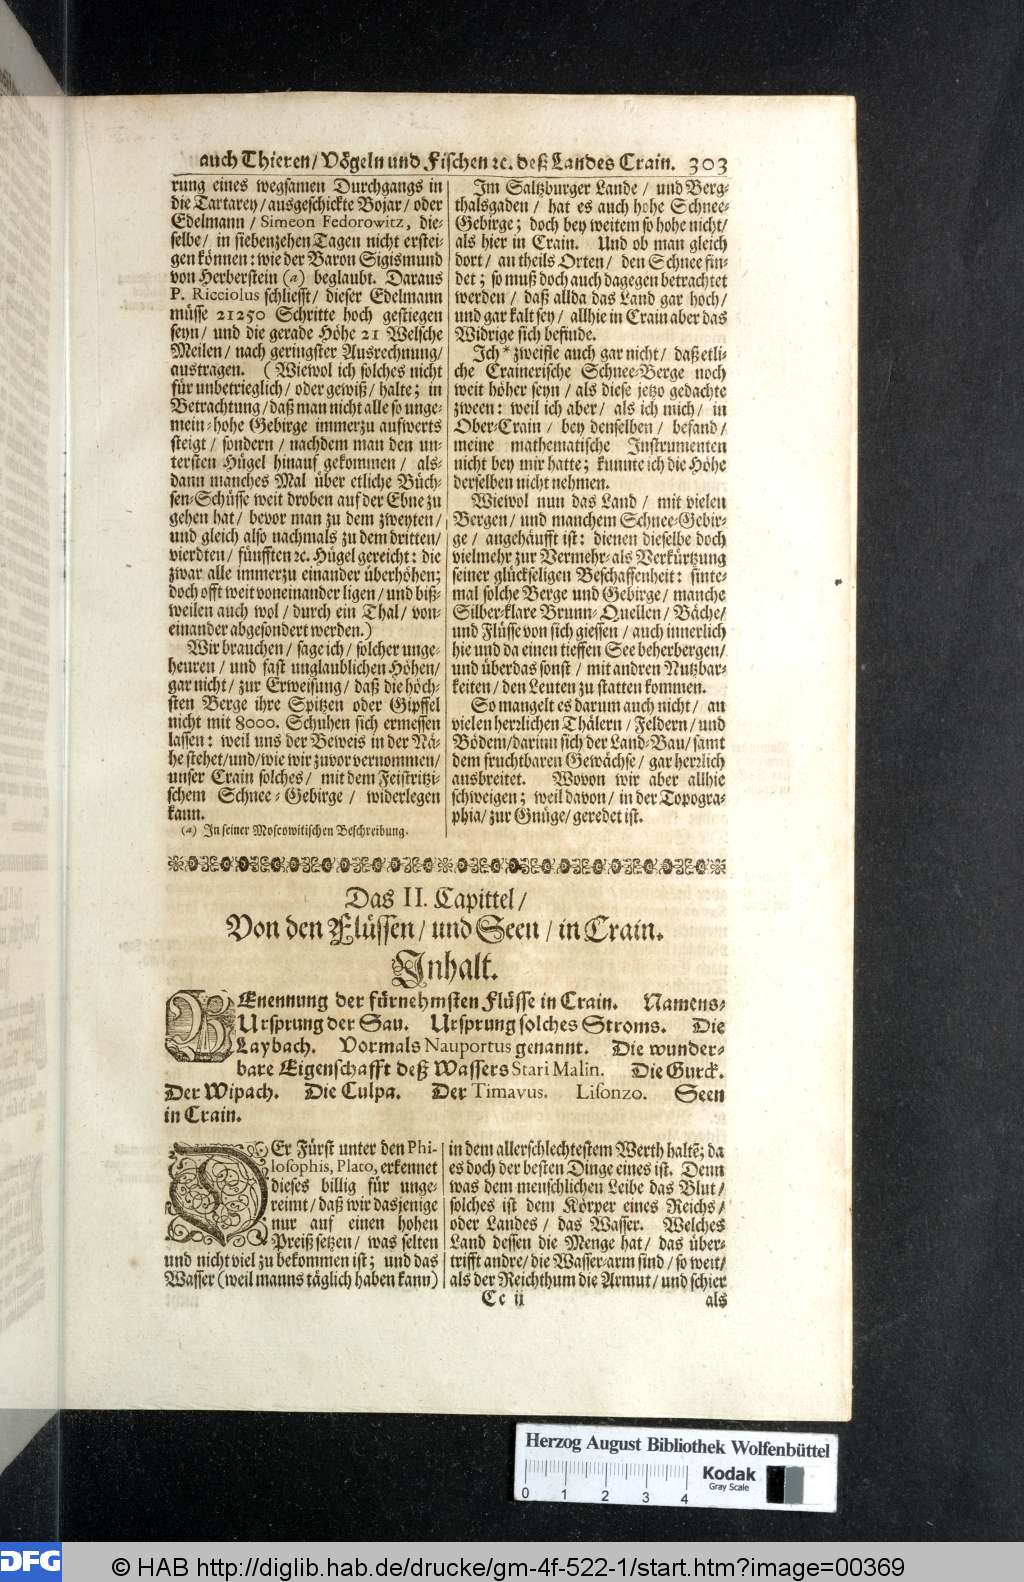 auch Thieren/ Vögeln und Fischen ꝛc. deß Landes Crain. 303
rung eines wegsamen Durchgangs in
die Tartarey/ ausgeschickte Bojar/ oder
Edelmann/ Simeon Fedorowitz, die-
selbe/ in siebenzehen Tagen nicht erstei-
gen können: wie der Baron Sigismund
von Herberstein (a) beglaubt. Daraus
P. Ricciolus schliesst/ dieser Edelmann
müsse 21250 Schritte hoch gestiegen
seyn/ und die gerade Höhe 21 Welsche
Meilen/ nach geringster Ausrechnung/
austragen. (Wiewol ich solches nicht
für unbetrieglich/ oder gewiß/ halte; in
Betrachtung/ daß man nicht alle so unge-
mein-hohe Gebirge immerzu aufwerts
steigt/ sondern/ nachdem man den un-
tersten Hügel hinauf gekommen/ als-
dann manches Mal über etliche Büch-
sen-Schüsse weit droben auf der Ebne zu
gehen hat/ bevor man zu dem zweyten/
und gleich also nachmals zu dem dritten/
vierdten/ fünfften ꝛc. Hügel gereicht: die
zwar alle immerzu einander überhöhen;
doch offt weit voneinander ligen/ und biß-
weilen auch wol/ durch ein Thal/ von-
einander abgesondert werden.)
Wir brauchen/ sage ich/ solcher unge-
heuren/ und fast unglaublichen Höhen/
gar nicht/ zur Erweisung/ daß die höch-
sten Berge ihre Spitzen oder Gipffel
nicht mit 8000. Schuhen sich ermessen
lassen: weil uns der Beweis in der Nä-
he stehet/ und/ wie wir zuvor vernommen/
unser Crain solches/ mit dem Feistritzi-
schem Schnee-Gebirge/ widerlegen
kann.
(a) In seiner Moscowitischen Beschreibung.
Im Saltzburger Lande/ und Berg-
thalsgaden/ hat es auch hohe Schnee-
Gebirge; doch bey weitem so hohe nicht/
als hier in Crain. Und ob man gleich
dort/ an theils Orten/ den Schnee fin-
det; so muß doch auch dagegen betrachtet
werden/ daß allda das Land gar hoch/
und gar kalt sey/ allhie in Crain aber das
Widrige sich befinde.
Ich * zweifle auch gar nicht/ daß etli-
che Crainerische Schnee-Berge noch
weit höher seyn/ als diese jetzo gedachte
zween: weil ich aber/ als ich mich/ in
Ober-Crain/ bey denselben/ befand/
meine mathematische Instrumenten
nicht bey mir hatte; kunnte ich die Höhe
derselben nicht nehmen.
Wiewol nun das Land/ mit vielen
Bergen/ und manchem Schnee-Gebir-
ge/ angehäufft ist: dienen dieselbe doch
vielmehr zur Vermehr-als Verkürtzung
seiner glückseligen Beschaffenheit: sinte-
mal solche Berge und Gebirge/ manche
Silber-klare Brunn-Quellen/ Bäche/
und Flüsse von sich giessen/ auch innerlich
hie und da einen tieffen See beherbergen/
und überdas sonst/ mit andren Nutzbar-
keiten/ den Leuten zu statten kommen.
So mangelt es darum auch nicht/ an
vielen herzlichen Thälern/ Feldern/ und
Bödem/ darinn sich der Land-Bau/ samt
dem fruchtbaren Gewächse/ gar herzlich
ausbreitet. Wovon wir aber allhie
schweigen; weil davon/ in der Topogra-
phia/ zur Gnüge/ geredet ist.
Das II. Capittel/
Von den Flüssen/ und Seen/ in Crain.
Inhalt.
BEnennung der fürnehmsten Flüsse in Crain. Namens-
Ursprung der Sau. Ursprung solches Stroms. Die
Laybach. Vormals Nauportus genannt. Die wunder-
bare Eigenschafft deß Wassers Stari Malin. Die Gurck.
Der Wipach. Die Culpa. Der Timavus. Lisonzo. Seen
in Crain.
DEr Fürst unter den Phi-
losophis, Plato, erkennet
dieses billig für unge-
reimt/ daß wir dasjenige
nur auf einen hohen
Preiß setzen/ was selten
und nicht viel zu bekommen ist; und das
Wasser (weil manns täglich haben kann)
in dem allerschlechtestem Werth haltē; da
es doch der besten Dinge eines ist. Denn
was dem menschlichen Leibe das Blut/
solches ist dem Körper eines Reichs/
oder Landes/ das Wasser. Welches
Land dessen die Menge hat/ das über-
trifft andre/ die Wasser-arm sind/ so weit/
als der Reichthum die Armut/ und schier
Cc ii als
Herzog August Bibliothek Wolfenbüttel
Kodak
Gray Scale
0 1 2 3 4
DFG © HAB http://diglib.hab.de/drucke/gm-4f-522-1/start.htm?image=00369